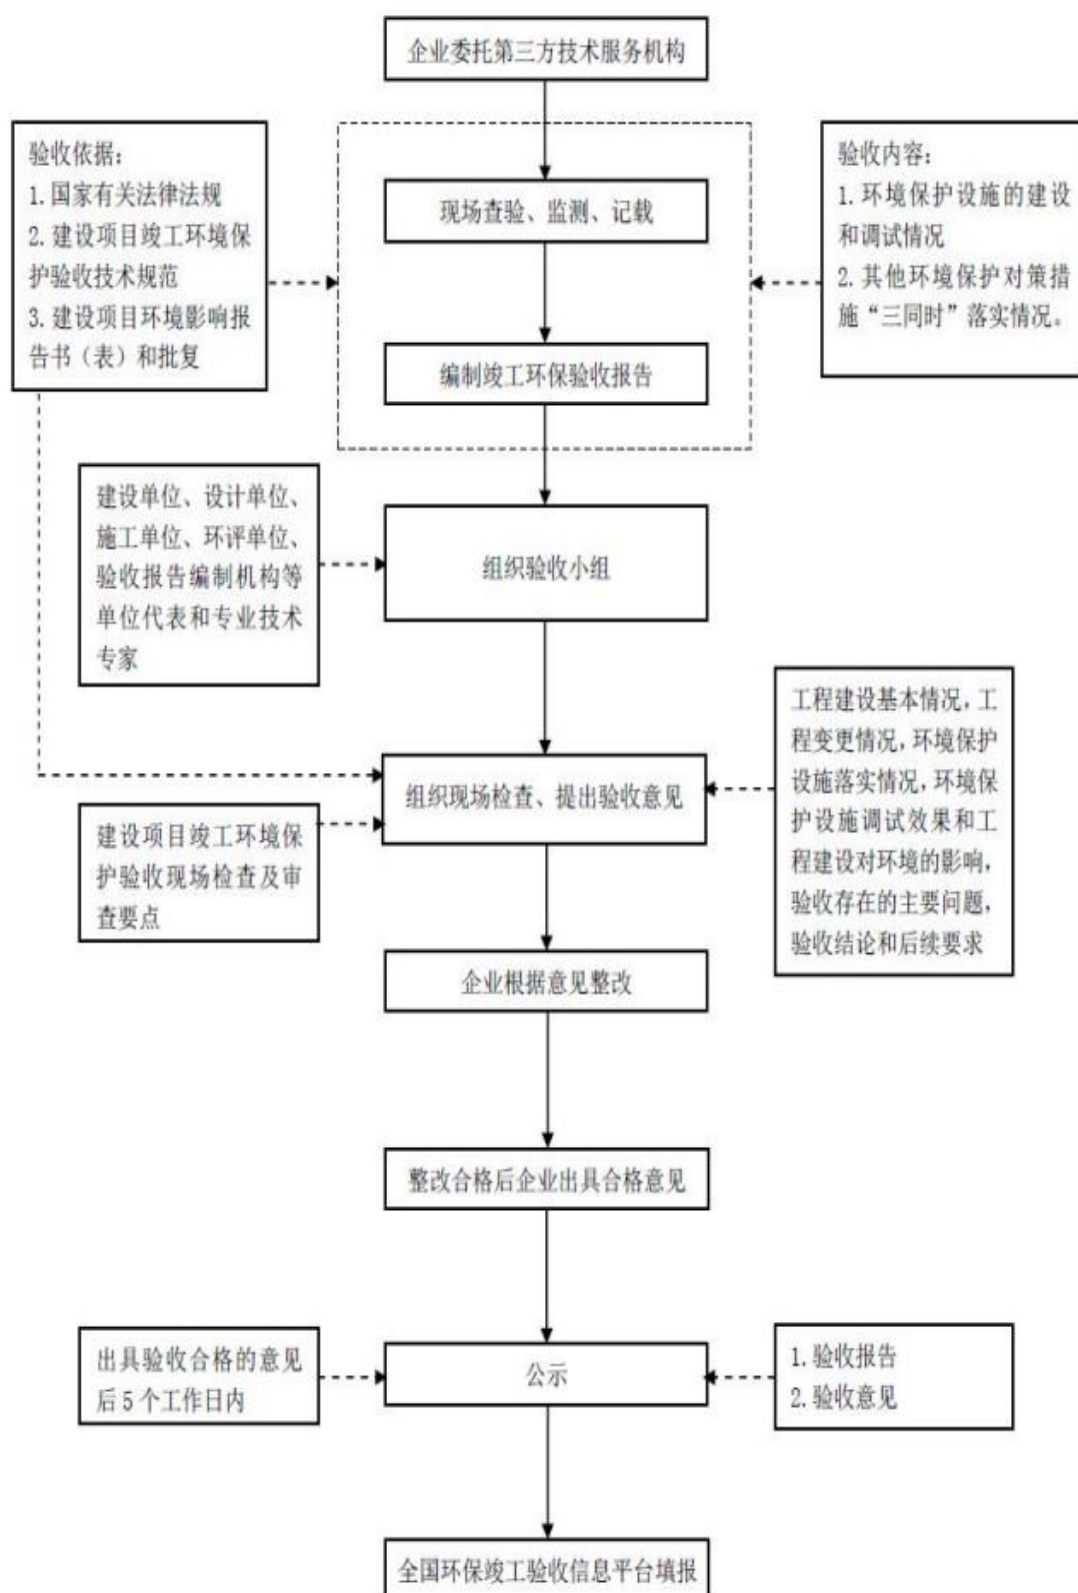 企业委托第三方技术服务机构
验收依据：
1.国家有关法律法规
2.建设项目竣工环境保
护验收技术规范
3.建设项目环境影响报
告书（表）和批复
现场查验、监测、记载
编制竣工环保验收报告
验收内容：
1.环境保护设施的建设
和调试情况
2.其他环境保护对策措
施“三同时”落实情况。
建设单位、设计单位、
施工单位、环评单位、
验收报告编制机构等
单位代表和专业技术
专家
组织验收小组
组织现场检查、提出验收意见
建设项目竣工环境保
护验收现场检查及审
查要点
工程建设基本情况，工
程变更情况，环境保护
设施落实情况，环境保
护设施调试效果和工
程建设对环境的影响，
验收存在的主要问题，
验收结论和后续要求
企业根据意见整改
整改合格后企业出具合格意见
出具验收合格的意见
后5个工作日内
公示
1.验收报告
2.验收意见
全国环保竣工验收信息平台填报